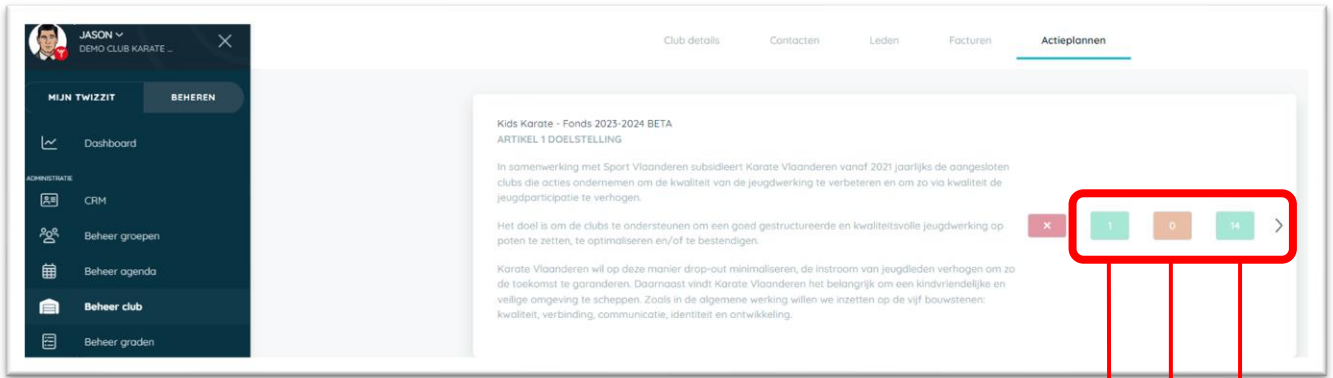 JASON
DEMO CLUB KARATE ...
MIJN TWIZZIT
BEHEREN
Dashboard
ADMINISTRATIE
CRM
Beheer groepen
Beheer agenda
Beheer club
Beheer graden
Club details
Contacten
Leden
Facturen
Actieplannen
Kids Karate - Fonds 2023-2024 BETA
ARTIKEL 1 DOELSTELLING
In samenwerking met Sport Vlaanderen subsidieert Karate Vlaanderen vanaf 2021 jaarlijks de aangesloten
clubs die acties ondernemen om de kwaliteit van de jeugdwerking te verbeteren en om zo via kwaliteit de
jeugdparticipatie te verhogen.
Het doel is om de clubs te ondersteunen om een goed gestructureerde en kwaliteitsvolle jeugdwerking op
poten te zetten, te optimaliseren en/of te bestendigen.
Karate Vlaanderen wil op deze manier drop-out minimaliseren, de instroom van jeugdleden verhogen om zo
de toekomst te garanderen. Daarnaast vindt Karate Vlaanderen het belangrijk om een kindvriendelijke en
veilige omgeving te scheppen. Zoals in de algemene werking willen we inzetten op de vijf bouwstenen:
kwaliteit, verbinding, communicatie, identiteit en ontwikkeling.
1
0
14